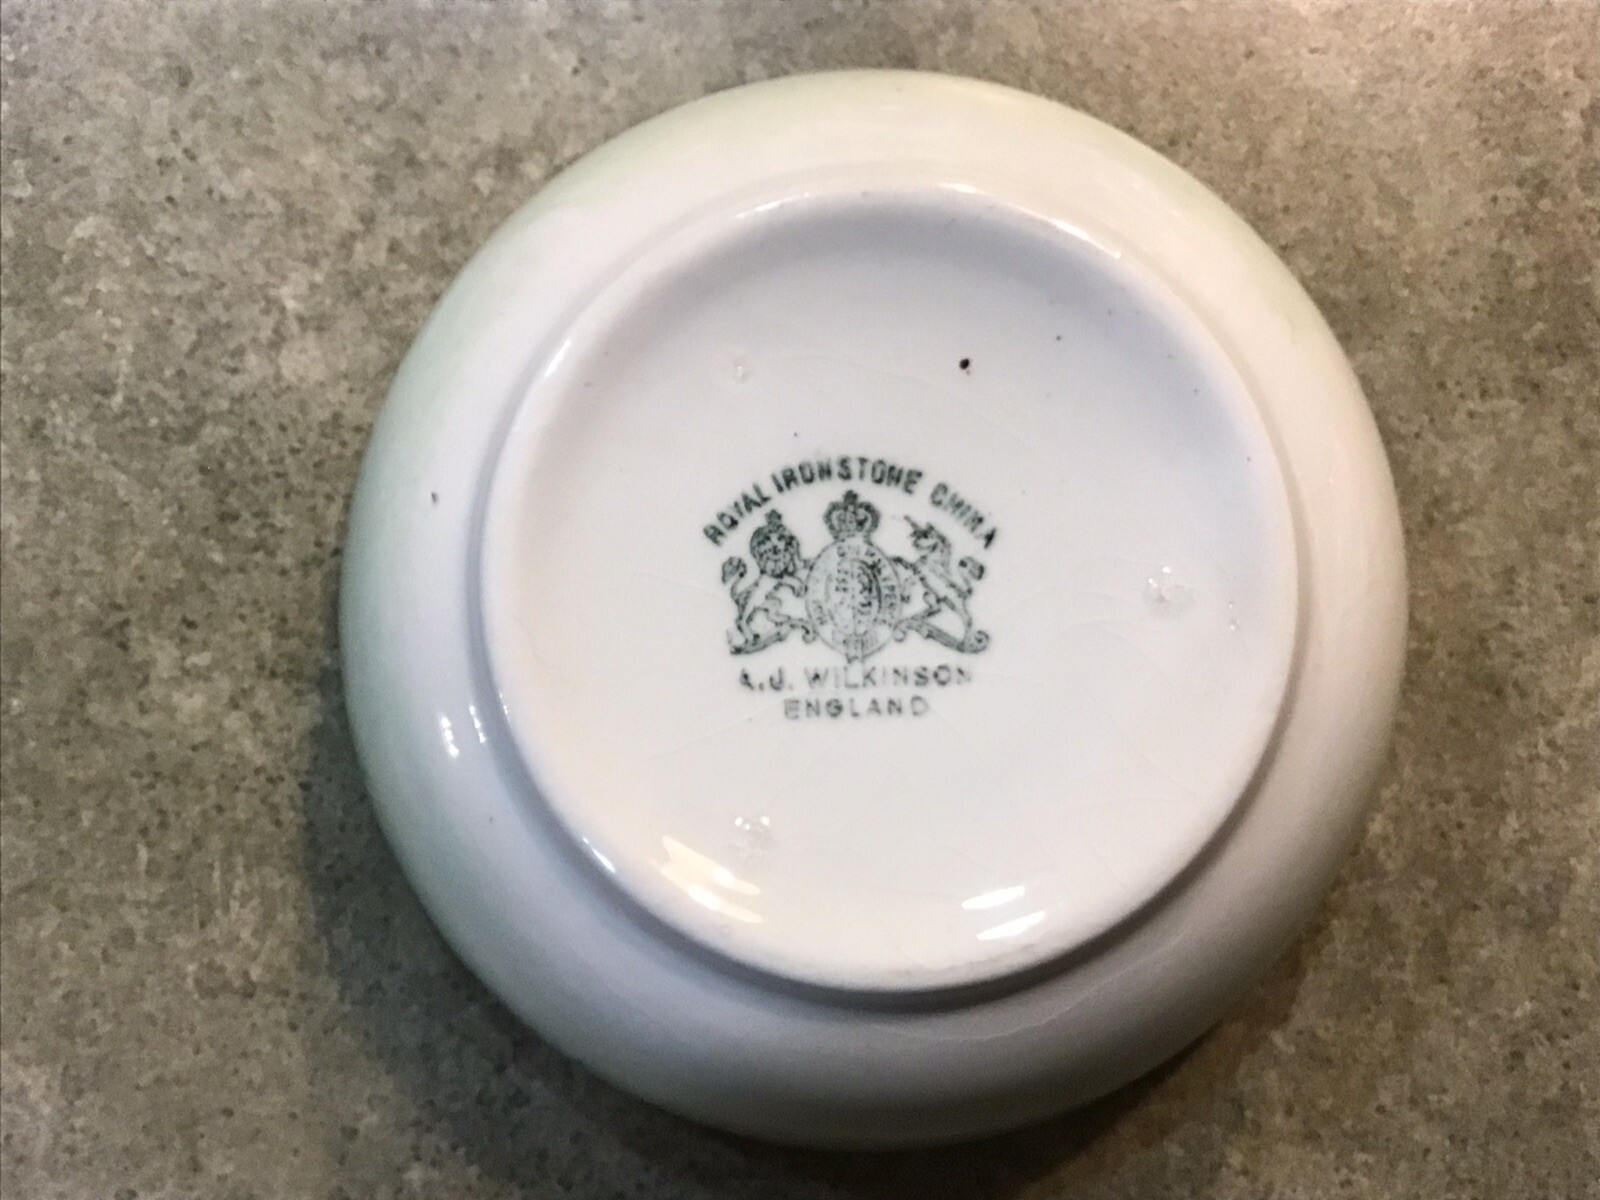 ROYAL IRONSTONE CHINA
A.J. WILKINSON
ENGLAND